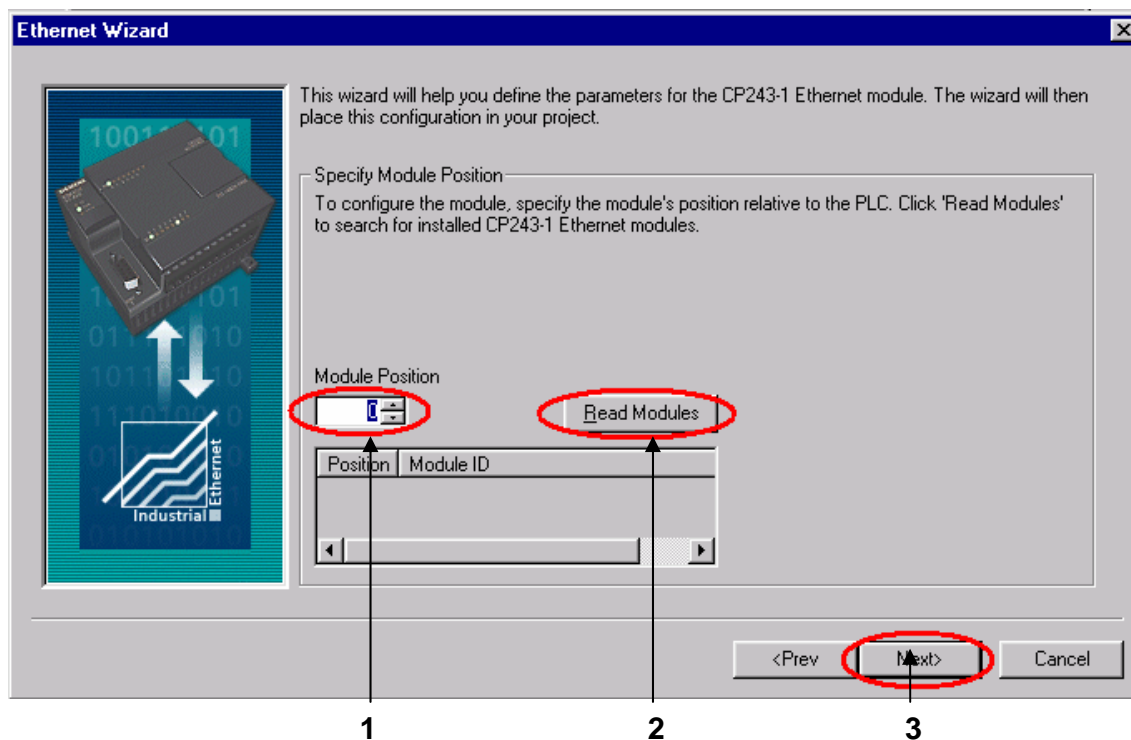 Ethernet Wizard
This wizard will help you define the parameters for the CP243-1 Ethernet module. The wizard will then
place this configuration in your project.
Specify Module Position
To configure the module, specify the module's position relative to the PLC. Click 'Read Modules'
to search for installed CP243-1 Ethernet modules.
Industrial
Ethernet
Module Position
0
Read Modules
Position Module ID
<Prev
Next>
Cancel
1
2
3